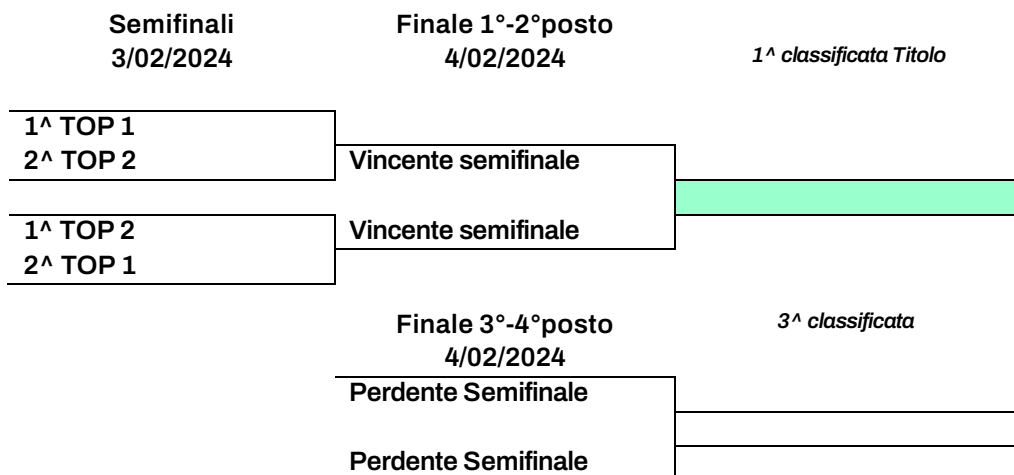 Semifinali
3/02/2024
Finale 1°-2°posto
4/02/2024
1^ classificata Titolo
1^ TOP 1
2^ TOP 2
Vincente semifinale
1^ TOP 2
2^ TOP 1
Vincente semifinale
Finale 3°-4°posto
4/02/2024
3^ classificata
Perdente Semifinale
Perdente Semifinale